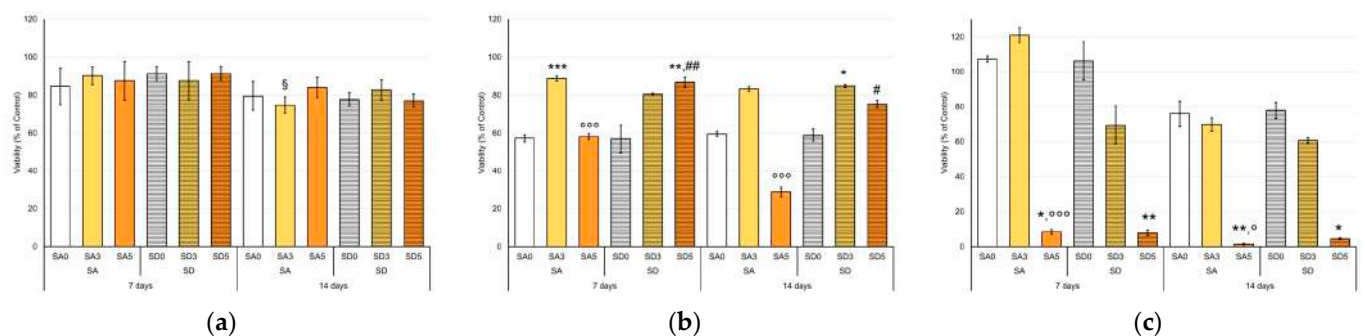 120
100
80
60
40
20
0
Viability (% of Control)
§
SA0 SA3 SA5 SD0 SD3 SD5 SA0 SA3 SA5 SD0 SD3 SD5
SA SD SA SD
7 days 14 days
(a)
120
100
80
60
40
20
0
Viability (% of Control)
*** °°° **,## °°° * #
SA0 SA3 SA5 SD0 SD3 SD5 SA0 SA3 SA5 SD0 SD3 SD5
SA SD SA SD
7 days 14 days
(b)
120
100
80
60
40
20
0
Viability (% of Control)
*,°°° ** **,° *
SA0 SA3 SA5 SD0 SD3 SD5 SA0 SA3 SA5 SD0 SD3 SD5
SA SD SA SD
7 days 14 days
(c)